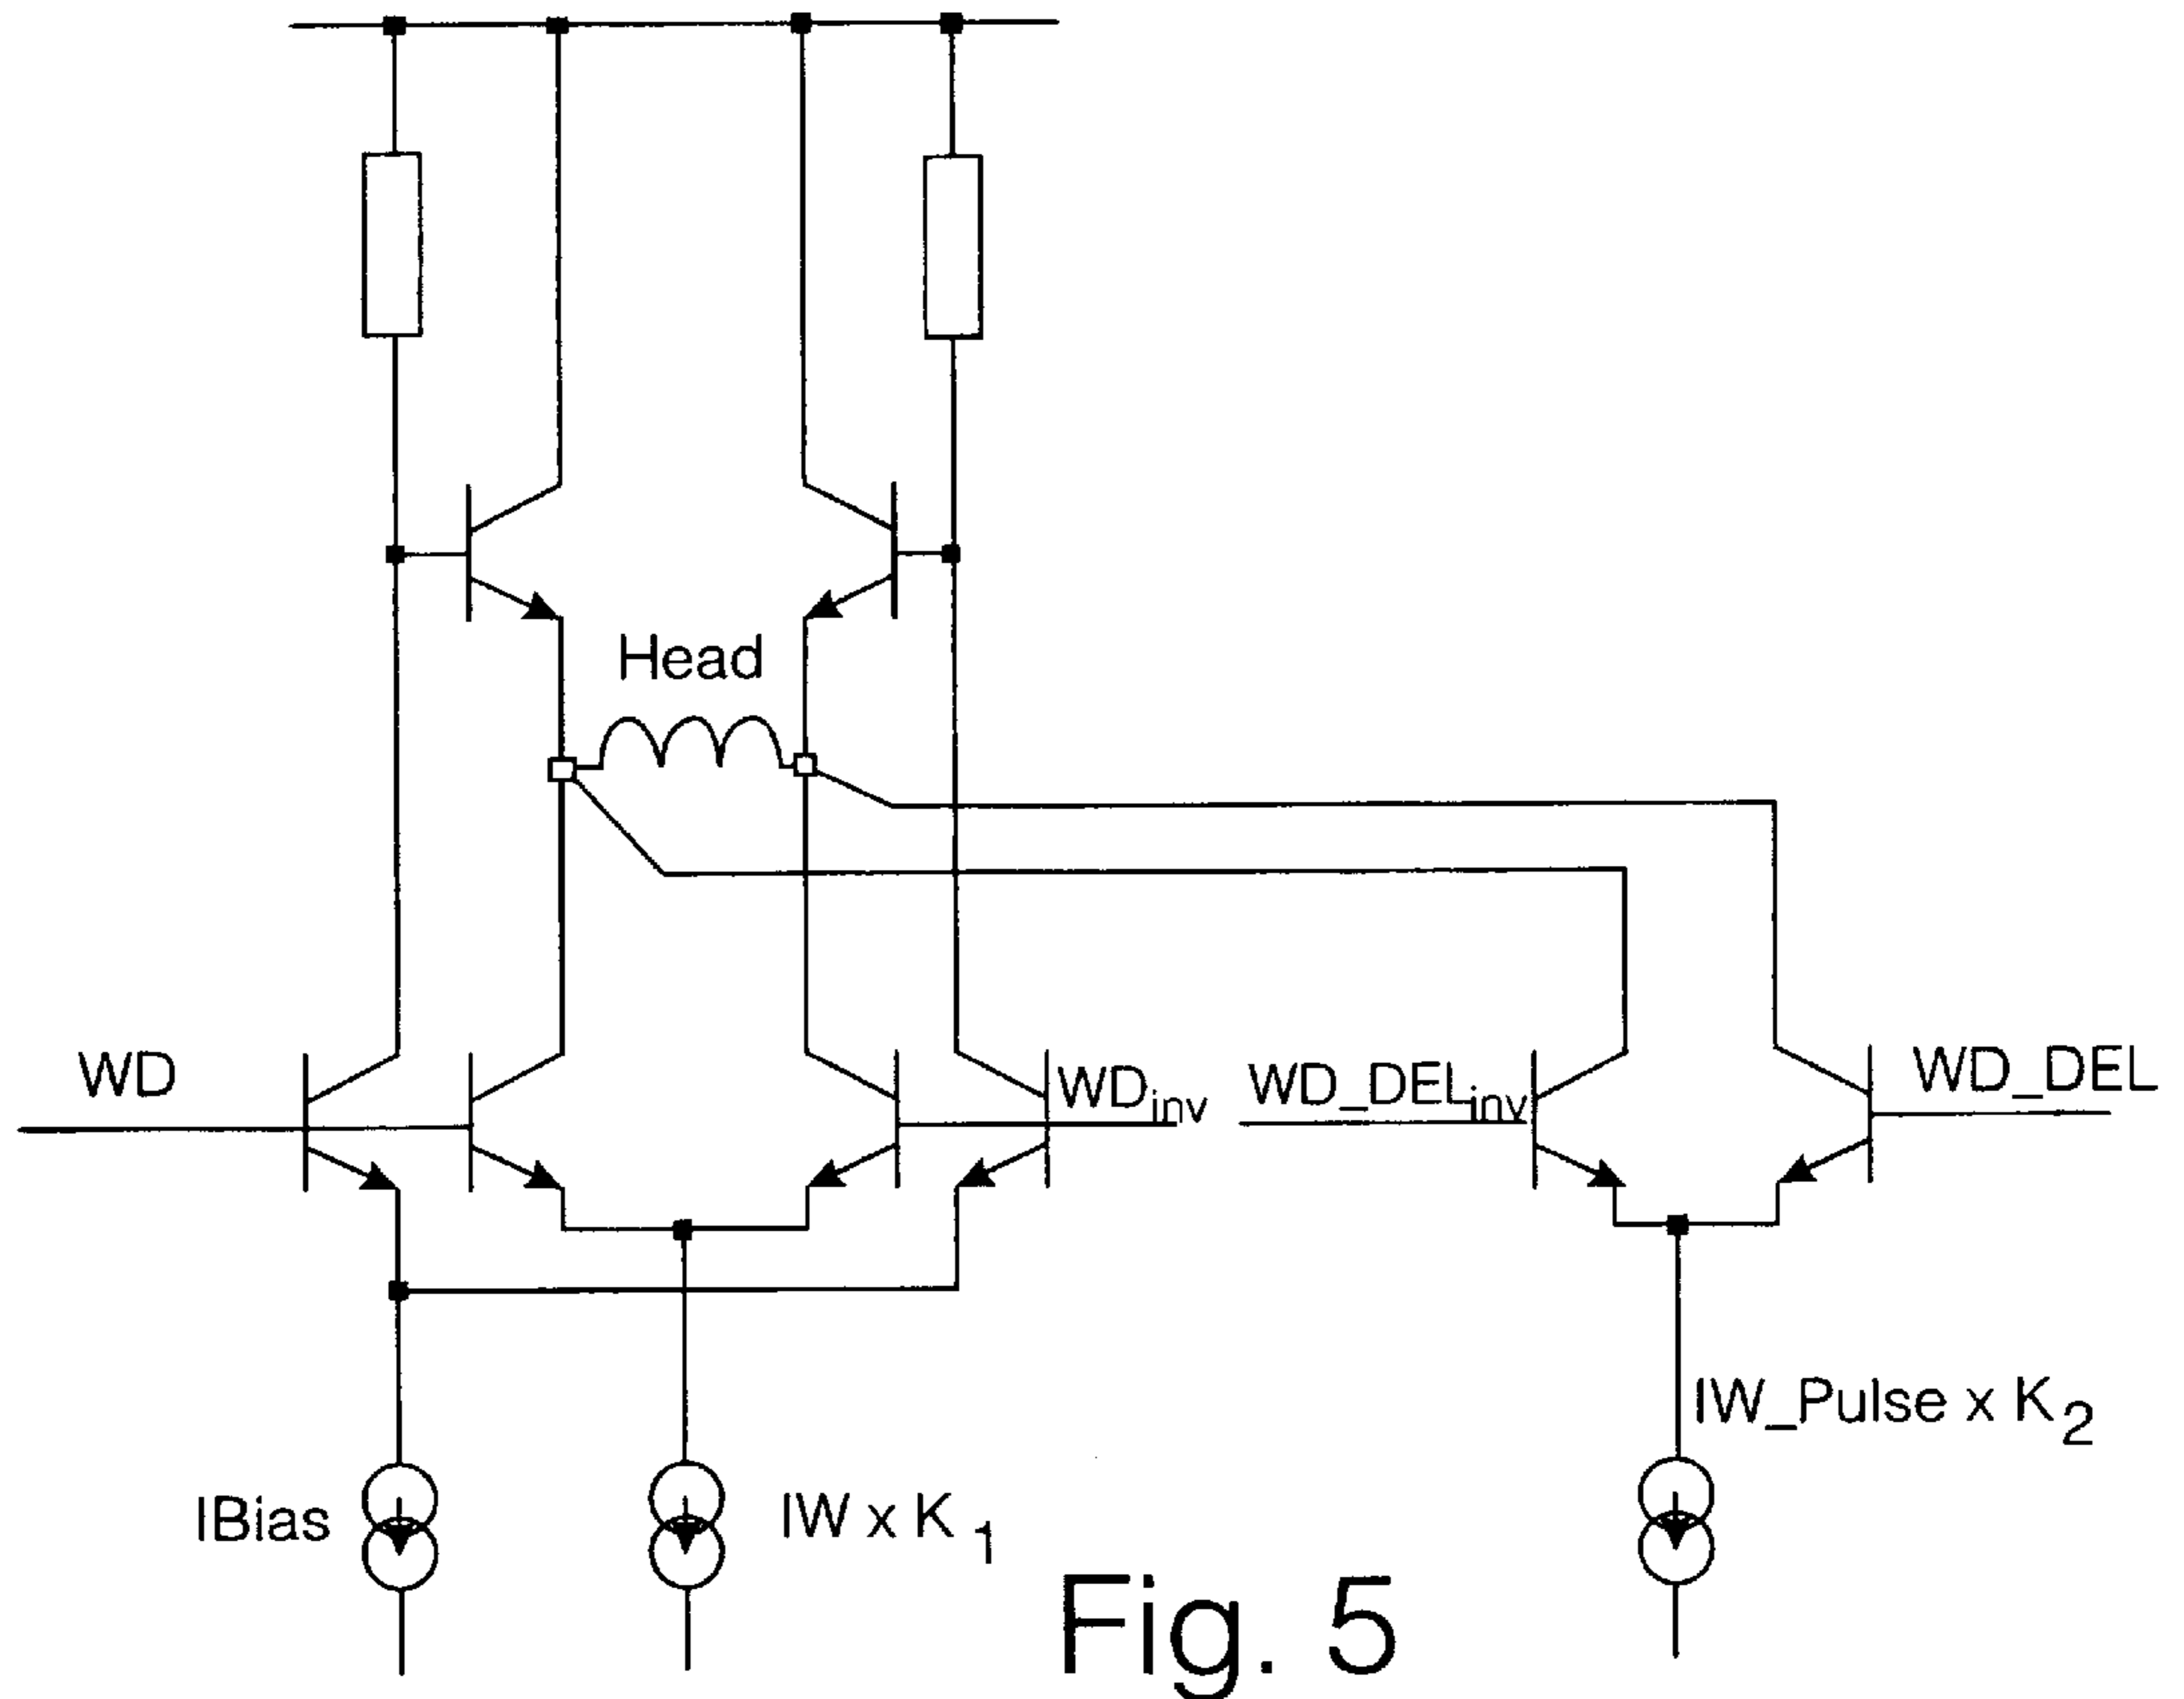 Head
WD
WDinv
WD_DELinv
WD_DEL
IW_Pulse x K2
IBias
IW x K1
Fig. 5